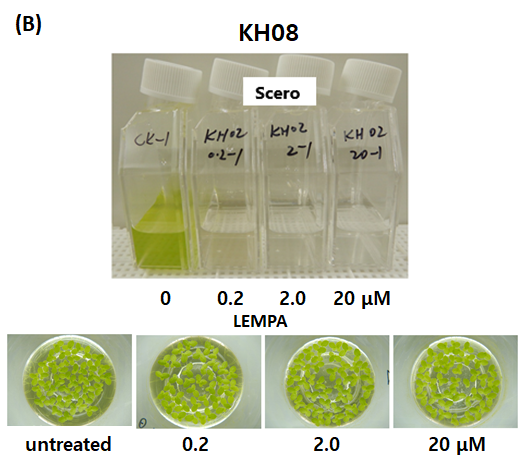 (B)
KH08
Scero
CK-1
KH02
0.2-1
KH02
2-1
KH02
20-1
0 0.2 2.0 20 μM
LEMPA
untreated 0.2 2.0 20 μM